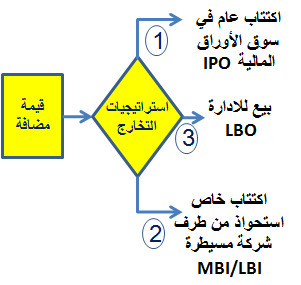 قيمة
مضافة
استراتيجيات
التخارج
1
اكتتاب عام في
سوق الأوراق
المالية IPO
3
بيع للادارة
LBO
2
اكتتاب خاص
استحواذ من طرف
شركة مسيطرة
MBI/LBI